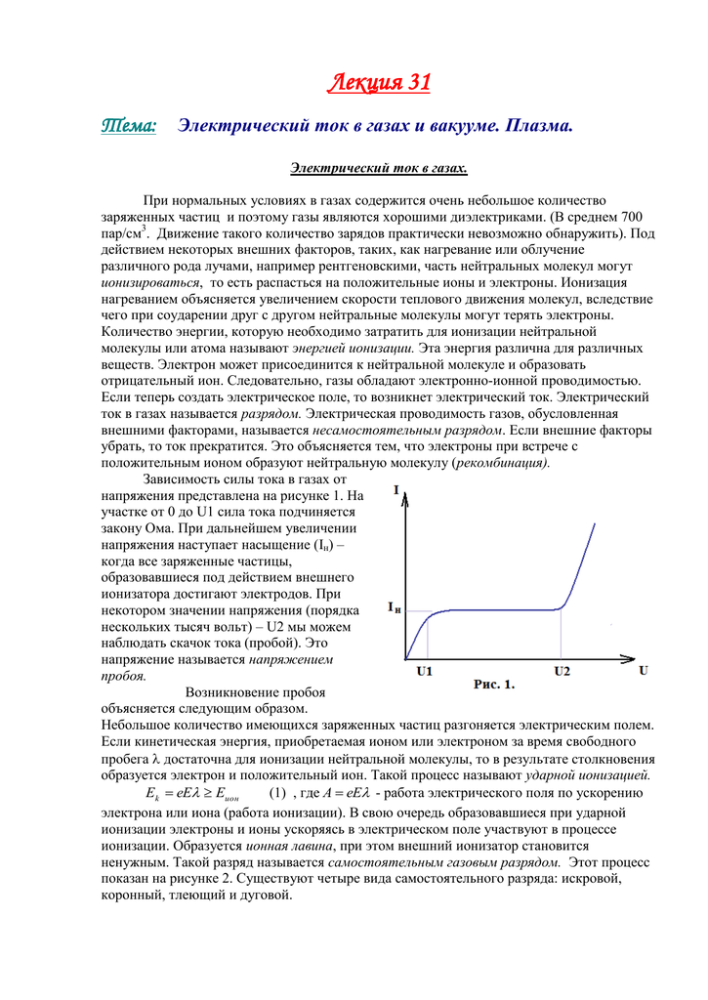 Лекция 31
Тема: Электрический ток в газах и вакууме. Плазма.
Электрический ток в газах.
При нормальных условиях в газах содержится очень небольшое количество
заряженных частиц и поэтому газы являются хорошими диэлектриками. (В среднем 700
пар/см³. Движение такого количество зарядов практически невозможно обнаружить). Под
действием некоторых внешних факторов, таких, как нагревание или облучение
различного рода лучами, например рентгеновскими, часть нейтральных молекул могут
ионизироваться, то есть распасться на положительные ионы и электроны. Ионизация
нагреванием объясняется увеличением скорости теплового движения молекул, вследствие
чего при соударении друг с другом нейтральные молекулы могут терять электроны.
Количество энергии, которую необходимо затратить для ионизации нейтральной
молекулы или атома называют энергией ионизации. Эта энергия различна для различных
веществ. Электрон может присоединится к нейтральной молекуле и образовать
отрицательный ион. Следовательно, газы обладают электронно-ионной проводимостью.
Если теперь создать электрическое поле, то возникнет электрический ток. Электрический
ток в газах называется разрядом. Электрическая проводимость газов, обусловленная
внешними факторами, называется несамостоятельным разрядом. Если внешние факторы
убрать, то ток прекратится. Это объясняется тем, что электроны при встрече с
положительным ионом образуют нейтральную молекулу (рекомбинация).
Зависимость силы тока в газах от
напряжения представлена на рисунке 1. На
участке от 0 до U1 сила тока подчиняется
закону Ома. При дальнейшем увеличении
напряжения наступает насыщение (Iн) –
когда все заряженные частицы,
образовавшиеся под действием внешнего
ионизатора достигают электродов. При
некотором значении напряжения (порядка
нескольких тысяч вольт) – U2 мы можем
наблюдать скачок тока (пробой). Это
напряжение называется напряжением
пробоя.
I
Iн
U1 U2 U
Рис. 1.
Возникновение пробоя
объясняется следующим образом.
Небольшое количество имеющихся заряженных частиц разгоняется электрическим полем.
Если кинетическая энергия, приобретаемая ионом или электроном за время свободного
пробега λ достаточна для ионизации нейтральной молекулы, то в результате столкновения
образуется электрон и положительный ион. Такой процесс называют ударной ионизацией.
Eₖ = eEλ ≥ Eион (1) , где A = eEλ - работа электрического поля по ускорению
электрона или иона (работа ионизации). В свою очередь образовавшиеся при ударной
ионизации электроны и ионы ускоряясь в электрическом поле участвуют в процессе
ионизации. Образуется ионная лавина, при этом внешний ионизатор становится
ненужным. Такой разряд называется самостоятельным газовым разрядом. Этот процесс
показан на рисунке 2. Существуют четыре вида самостоятельного разряда: искровой,
коронный, тлеющий и дуговой.